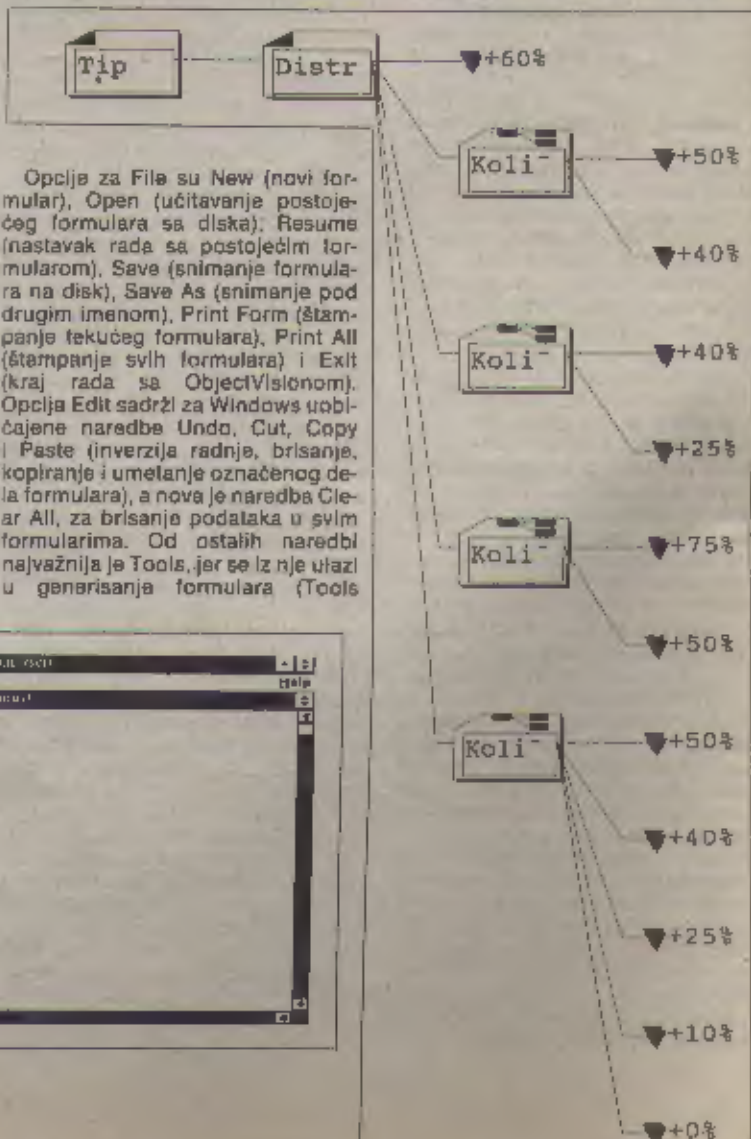 Tip
Distr
+60%
Koli
+50%
+40%
Koli
+40%
+25%
Koli
+75%
+50%
Koli
+50%
+40%
+25%
+10%
+0%
Opcije za File su New (novi for-
mular), Open (učitavanje postoje-
ćeg formulara sa diska), Resume
(nastavak rada sa postojećim for-
mularom), Save (snimanje formula-
ra na disk), Save As (snimanje pod
drugim imenom), Print Form (štam-
panje tekućeg formulara), Print All
(štampanje svih formulara) i Exit
(kraj rada sa ObjectVisionom).
Opcija Edit sadrži za Windows uobi-
čajene naredbe Undo, Cut, Copy
i Paste (inverzija radnje, brisanje,
kopiranje i umetanje označenog de-
la formulara), a nova je naredba Cle-
ar All, za brisanje podataka u svim
formularima. Od ostalih naredbi
najvažnija je Tools, jer se iz nje ulazi
u generisanje formulara (Tools
Help